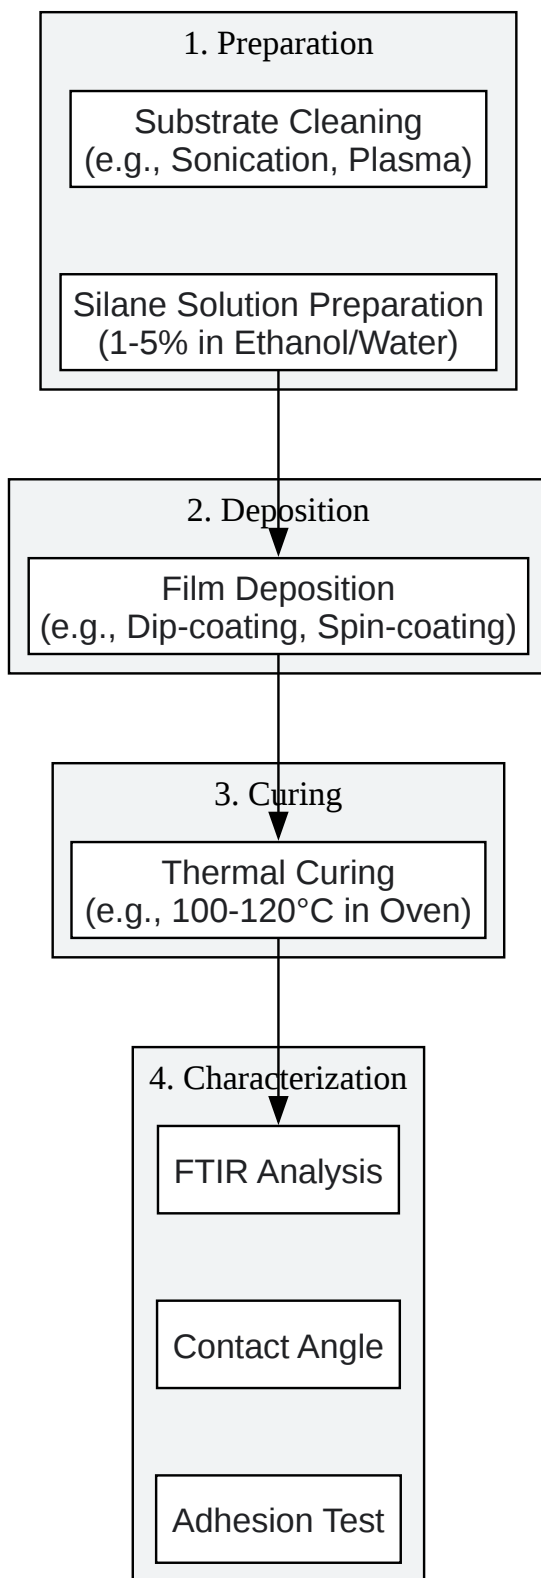 1. Preparation
Substrate Cleaning
(e.g., Sonication, Plasma)
Silane Solution Preparation
(1-5% in Ethanol/Water)
2. Deposition
Film Deposition
(e.g., Dip-coating, Spin-coating)
3. Curing
Thermal Curing
(e.g., 100-120°C in Oven)
4. Characterization
FTIR Analysis
Contact Angle
Adhesion Test